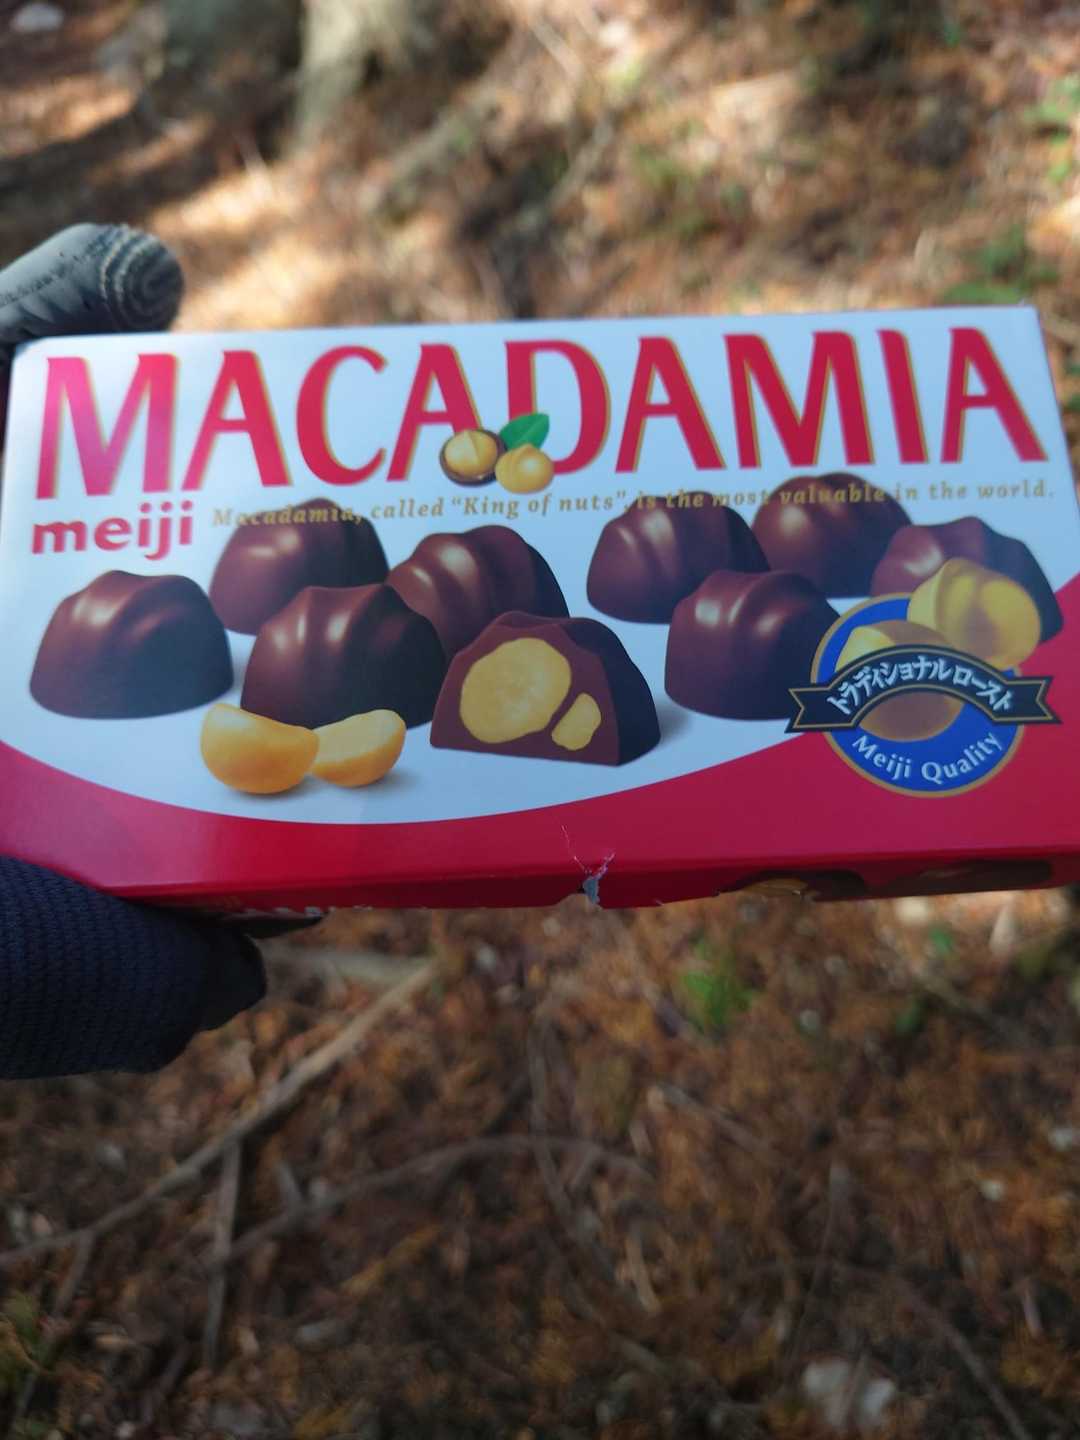 MACADAMIA
meiji
Macadamia, called "King of nuts", is the most valuable in the world.
トラディショナルロースト
Meiji Quality